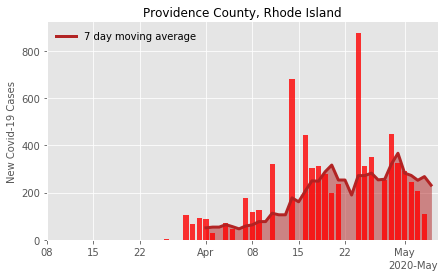 Providence County, Rhode Island
7 day moving average
New Covid-19 Cases
800
600
400
200
0
08 15 22 Apr 08 15 22 May
2020-May